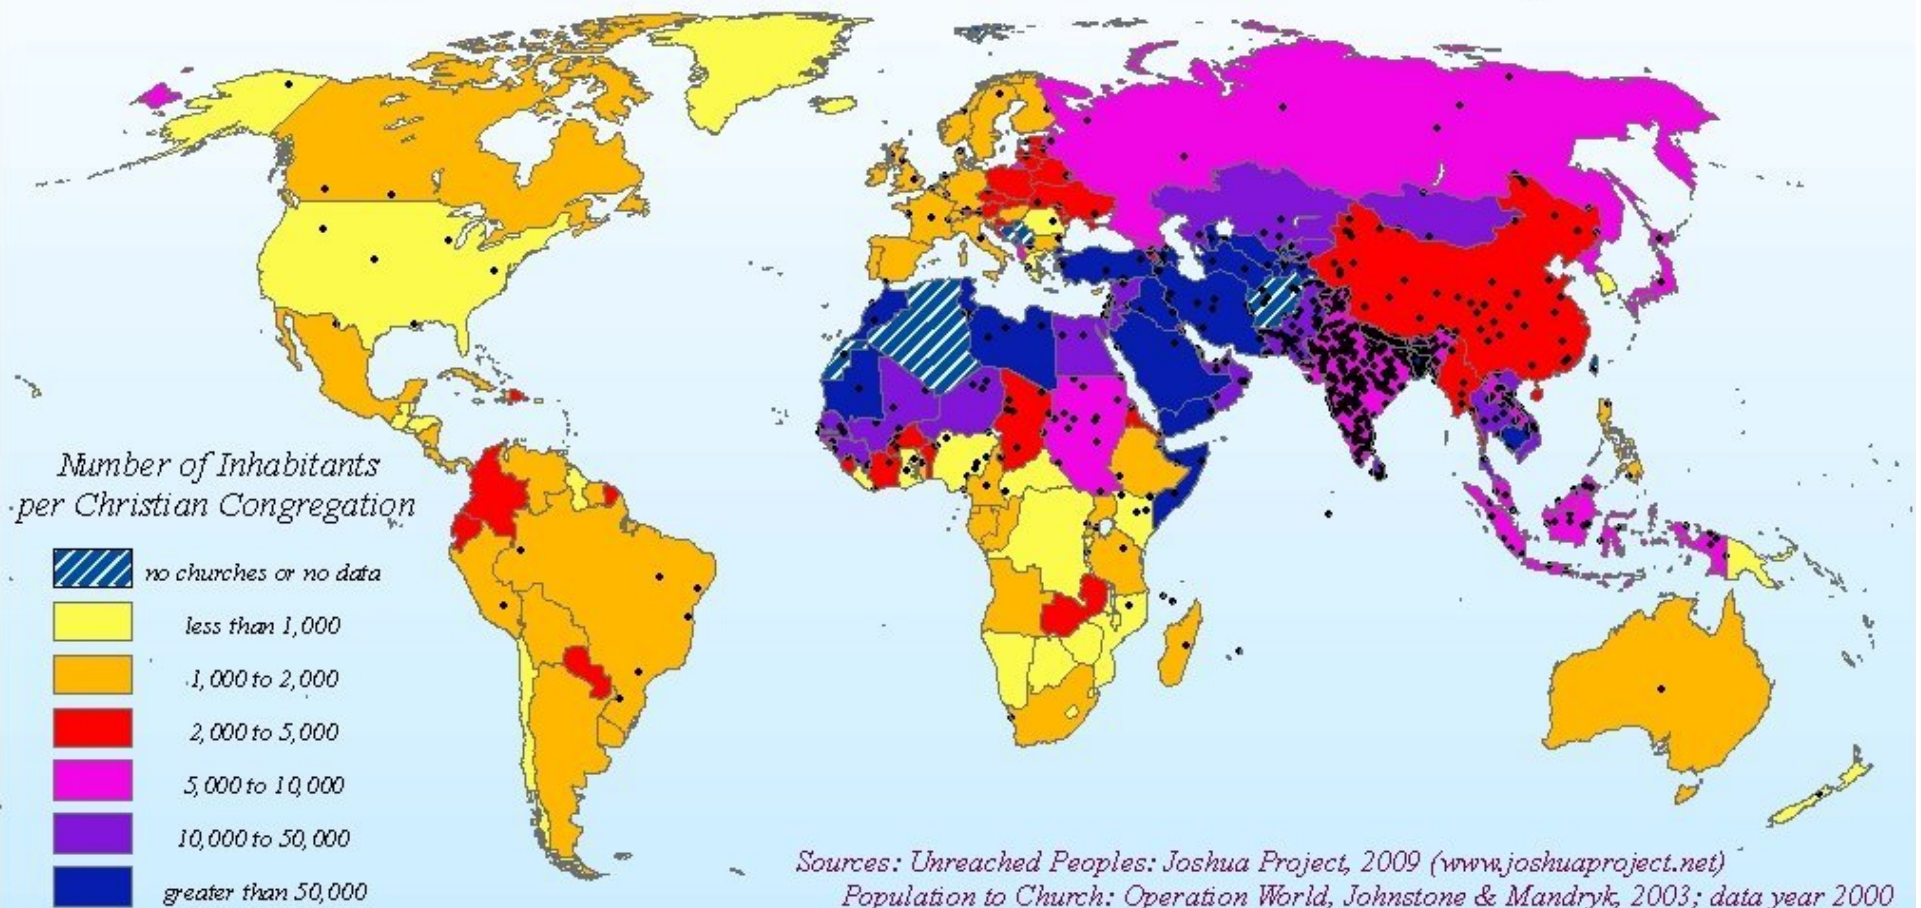 Number of Inhabitants
per Christian Congregation
no churches or no data
less than 1,000
1,000 to 2,000
2,000 to 5,000
5,000 to 10,000
10,000 to 50,000
greater than 50,000
Sources: Unreached Peoples: Joshua Project, 2009 (www.joshuaproject.net)
Population to Church: Operation World, Johnstone & Mandryk, 2003; data year 2000